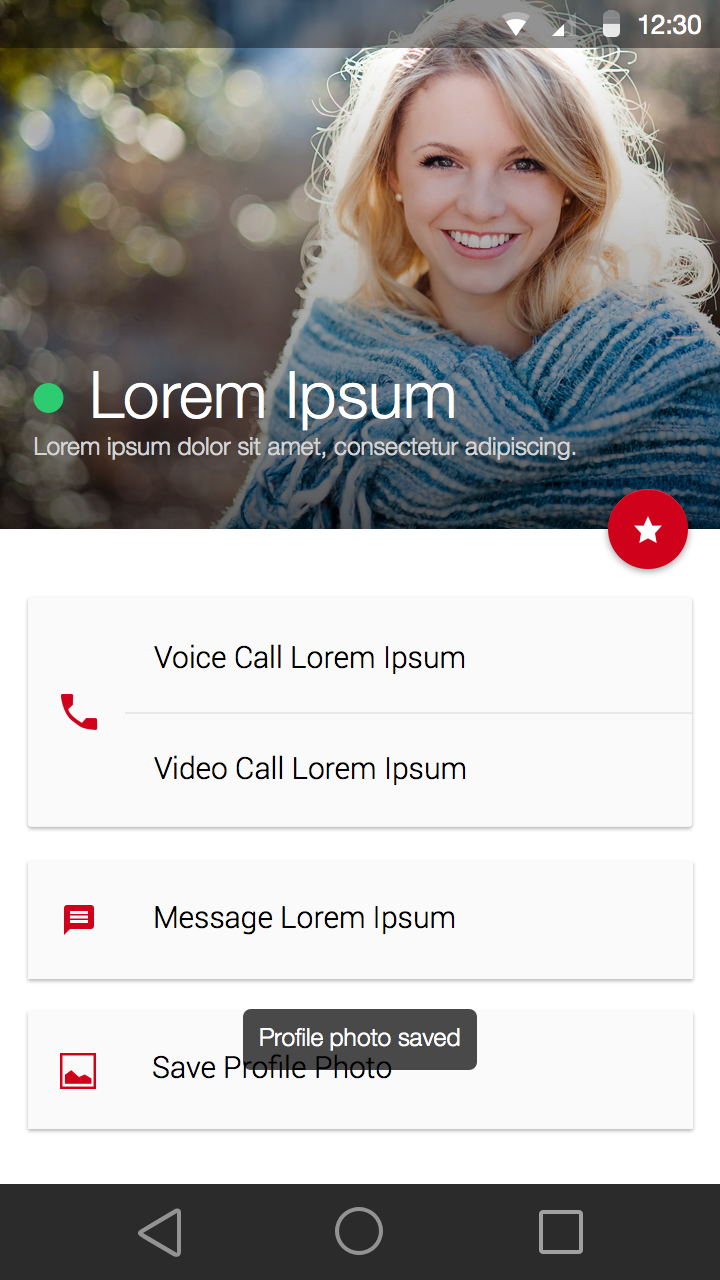 12:30
Lorem Ipsum
Lorem ipsum dolor sit amet, consectetur adipiscing.
Voice Call Lorem Ipsum
Video Call Lorem Ipsum
Message Lorem Ipsum
Profile photo saved
Save Profile Photo